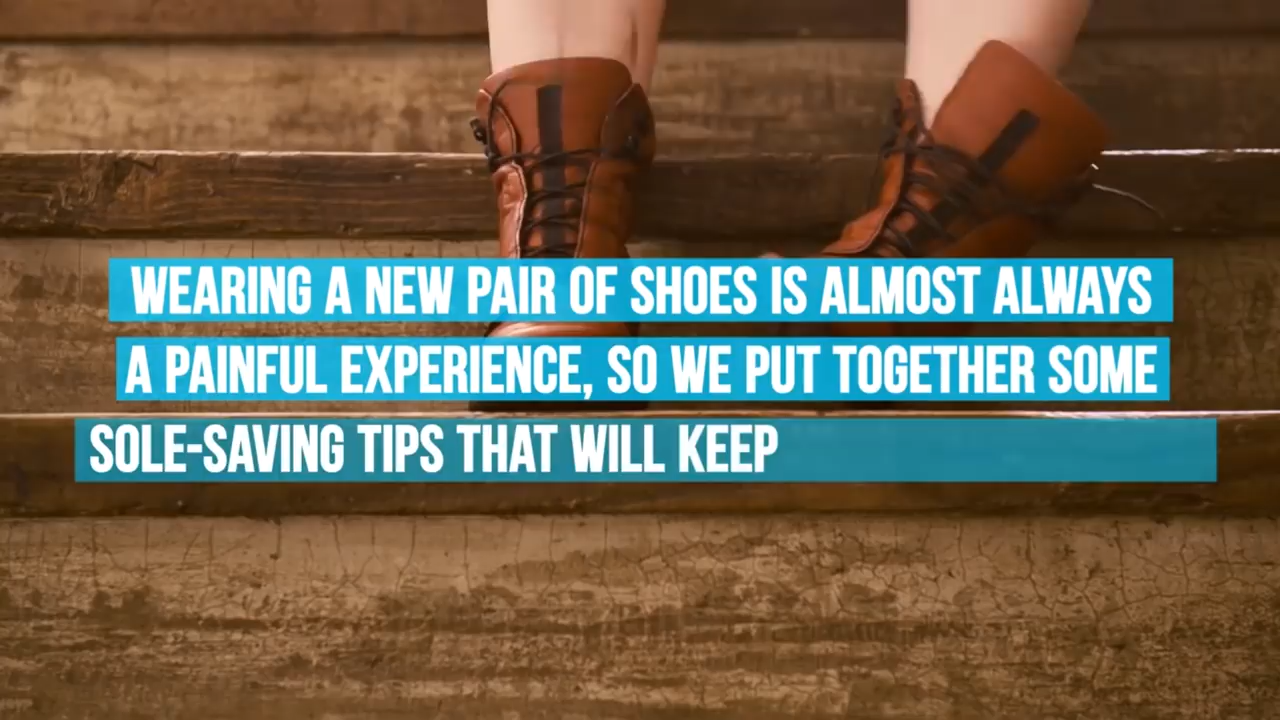 WEARING A NEW PAIR OF SHOES IS ALMOST ALWAYS
A PAINFUL EXPERIENCE, SO WE PUT TOGETHER SOME
SOLE-SAVING TIPS THAT WILL KEEP